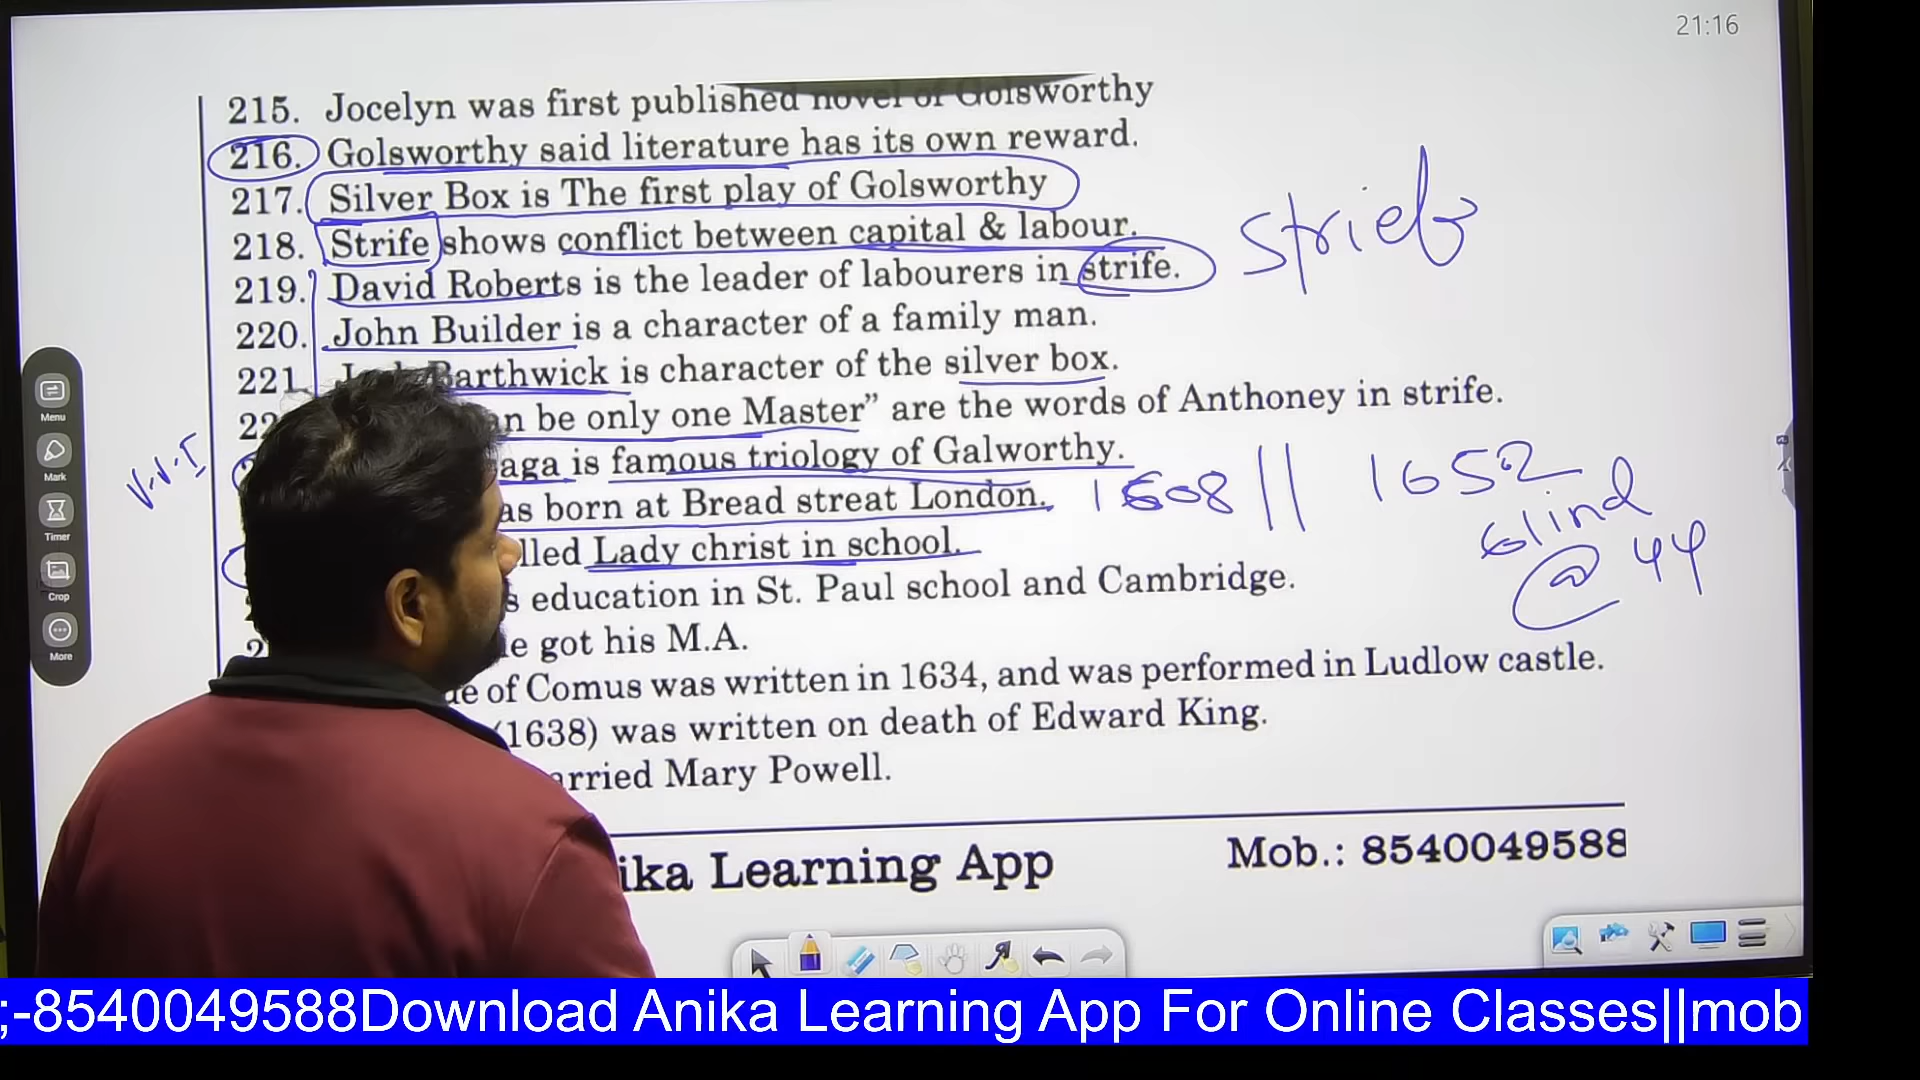 21:16
215. Jocelyn was first published novel of Golsworthy
216. Golsworthy said literature has its own reward.
217. Silver Box is The first play of Golsworthy
218. Strife shows conflict between capital & labour.
219. David Roberts is the leader of labourers in strife.
220. John Builder is a character of a family man.
221. Barthwick is character of the silver box.
be only one Master" are the words of Anthoney in strife.
aga is famous triology of Galworthy.
as born at Bread streat London. 1608 || 1652
blind
@ 44
V.V.I
lled Lady christ in school.
s education in St. Paul school and Cambridge.
e got his M.A.
of Comus was written in 1634, and was performed in Ludlow castle.
(1638) was written on death of Edward King.
arried Mary Powell.
ika Learning App Mob.: 8540049588
Menu
Mark
Timer
Crop
More
;-8540049588Download Anika Learning App For Online Classes||mob